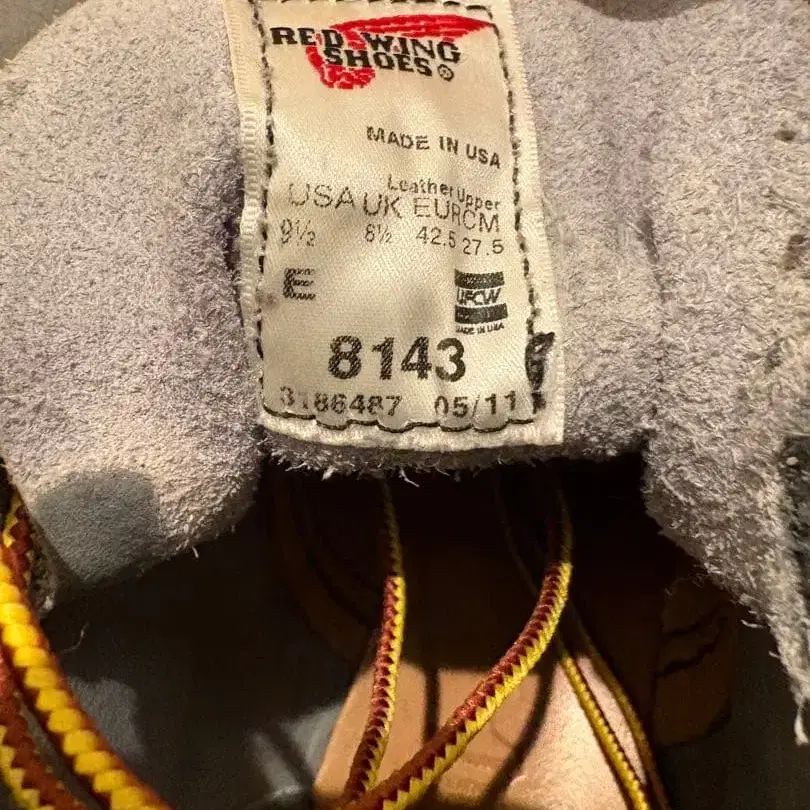 RED WING
SHOES®
MADE IN USA
Leather Upper
USA UK EUR CM
9½ 8½ 42.5 27.5
E
UFCW
MADE IN USA
8143
3186487 05/11